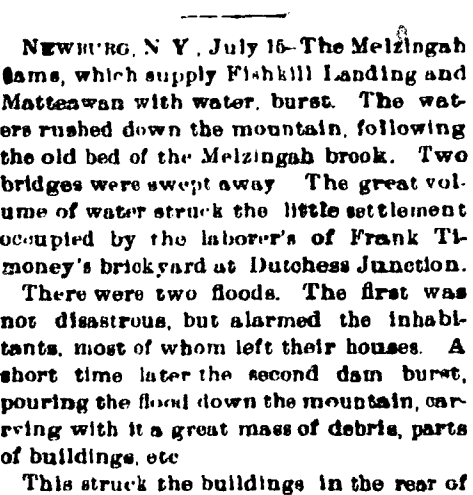 NEWBURG, N Y, July 15—The Melzingah
dams, which supply Fishkill Landing and
Matteawan with water, burst. The wat-
ers rushed down the mountain, following
the old bed of the Melzingah brook. Two
bridges were swept away The great vol-
ume of water struck the little settlement
occupied by the laborer's of Frank Ti-
money's brickyard at Dutchess Junction.
There were two floods. The first was
not disastrous, but alarmed the inhabi-
tants, most of whom left their houses. A
short time later the second dam burst,
pouring the flood down the mountain, car-
rying with it a great mass of debris, parts
of buildings, etc
This struck the buildings in the rear of